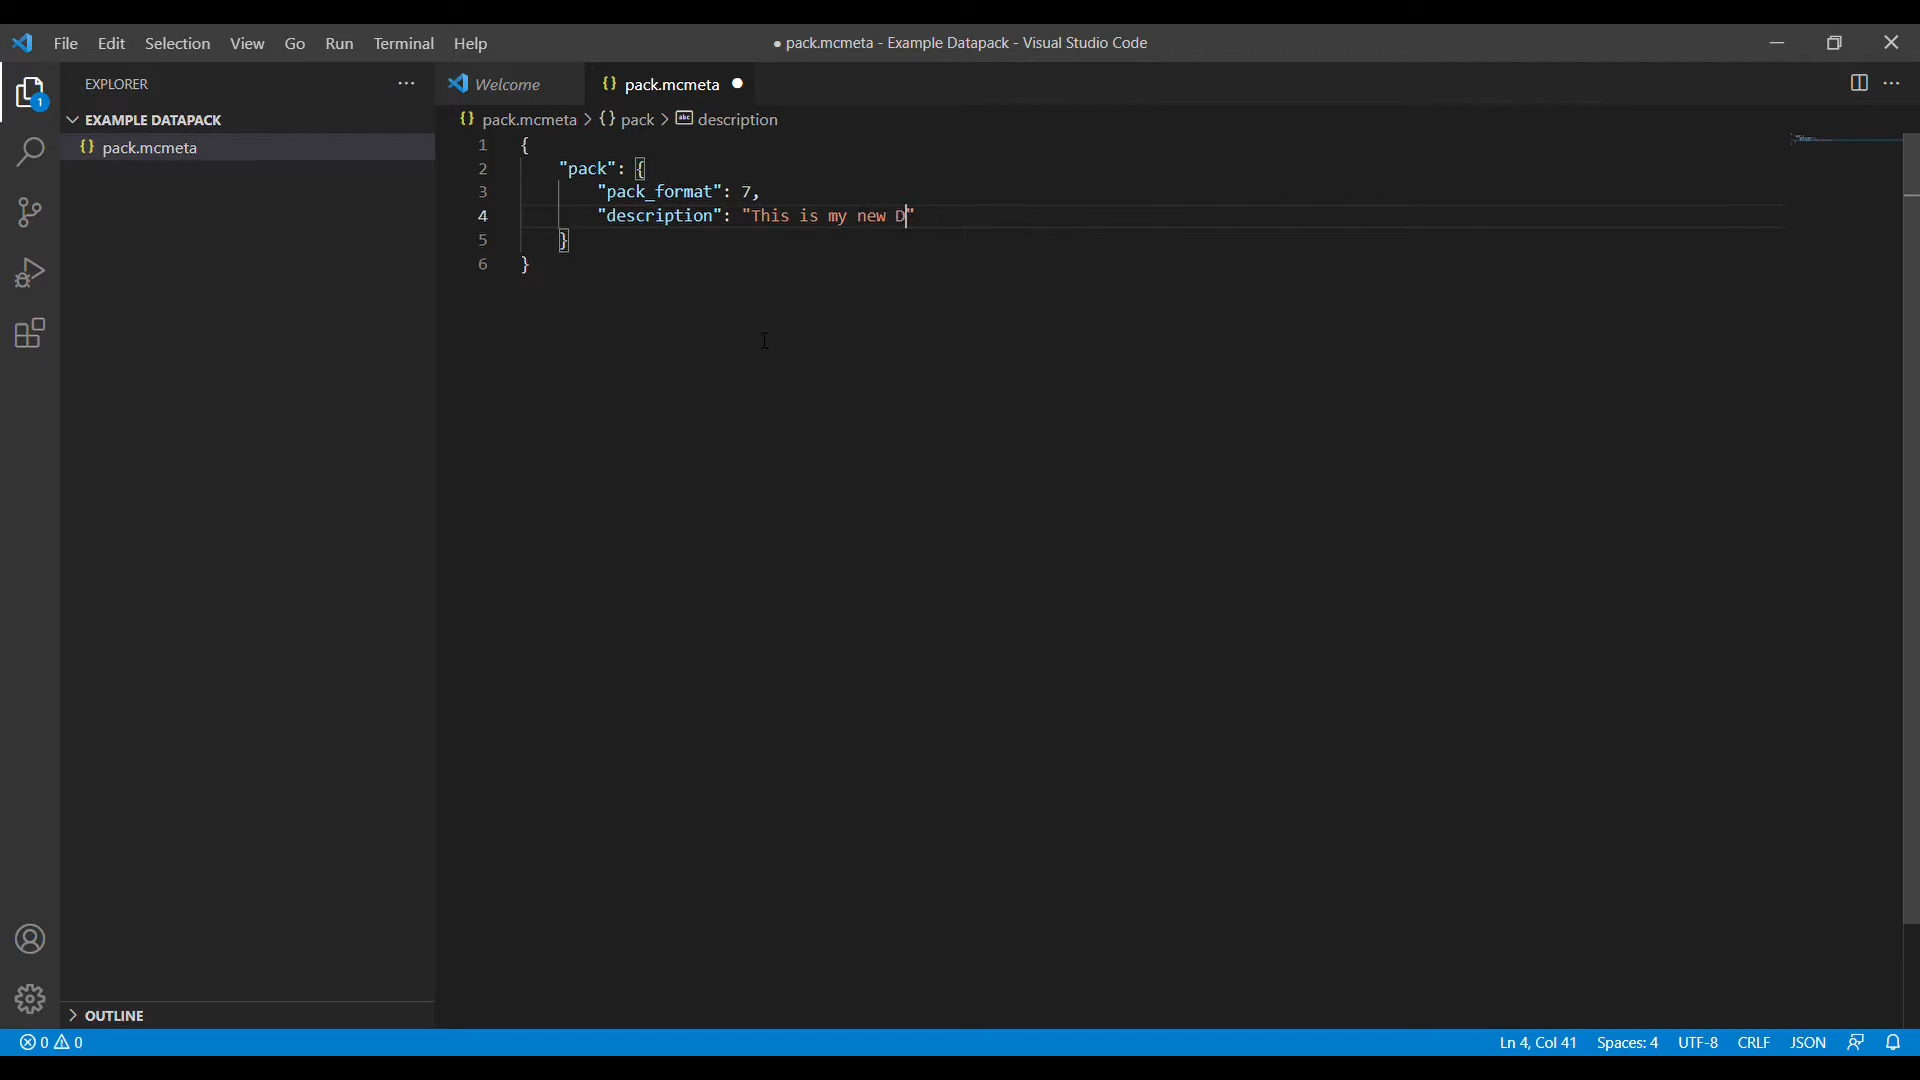 File Edit Selection View Go Run Terminal Help
● pack.mcmeta - Example Datapack - Visual Studio Code
EXPLORER
Welcome
{} pack.mcmeta ●
1
EXAMPLE DATAPACK
{} pack.mcmeta > {} pack > abc description
{} pack.mcmeta
1 {
2 "pack": {
3 "pack_format": 7,
4 "description": "This is my new D"
5 }
6 }
OUTLINE
0 0
Ln 4, Col 41 Spaces: 4 UTF-8 CRLF JSON